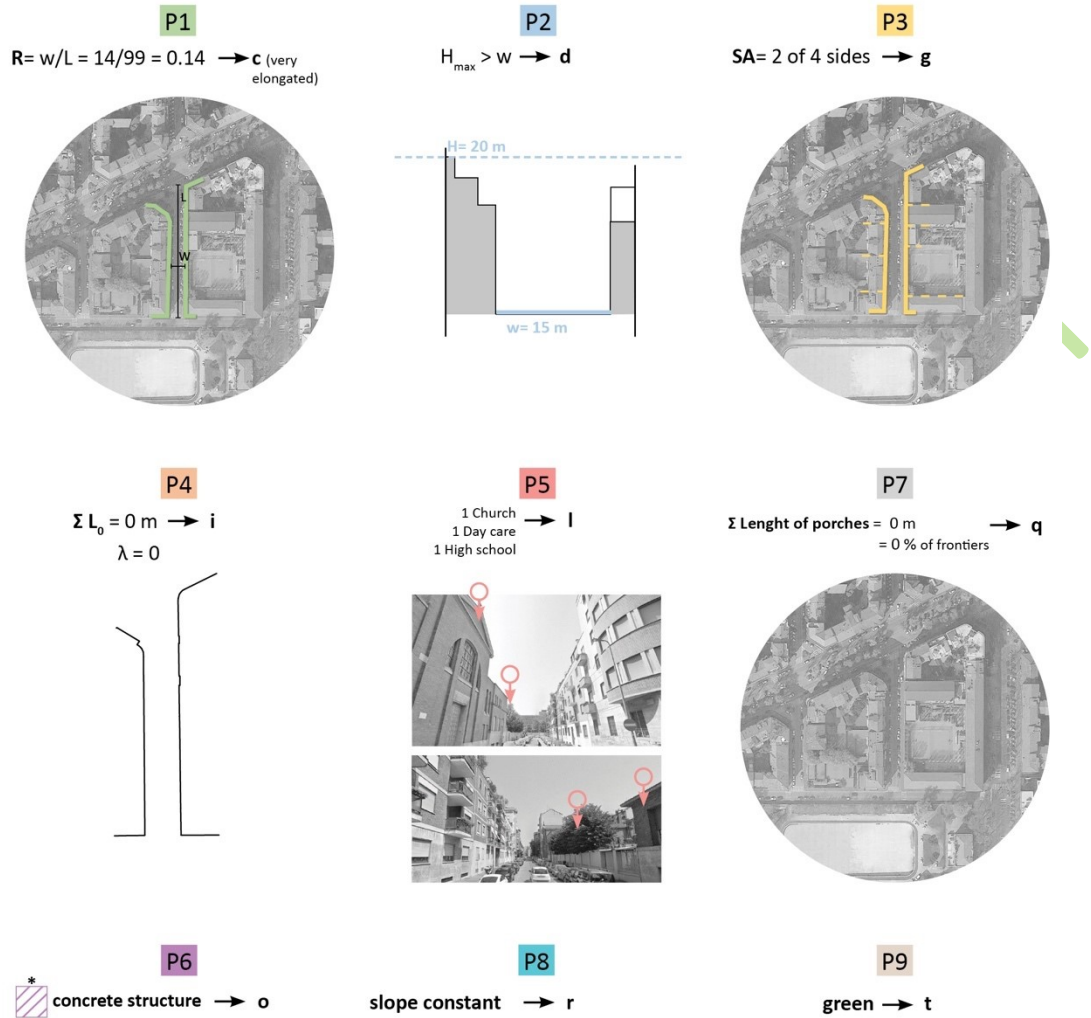 P1
R= w/L = 14/99 = 0.14 → c (very elongated)
L
W
P2
Hmax > w → d
H= 20 m
w= 15 m
P3
SA= 2 of 4 sides → g
P4
Σ L0 = 0 m → i
λ = 0
P5
1 Church
1 Day care → l
1 High school
P7
Σ Lenght of porches = 0 m → q
= 0 % of frontiers
P6
* concrete structure → o
P8
slope constant → r
P9
green → t